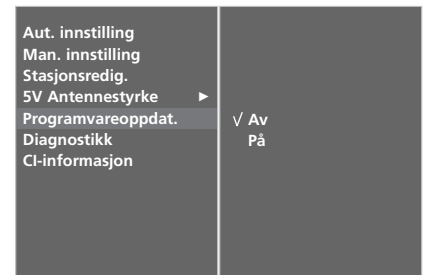 Aut. innstilling
Man. innstilling
Stasjonsredig.
5V Antennestyrke ►
Programvareoppdat.
Diagnostikk
CI-informasjon
√ Av
På